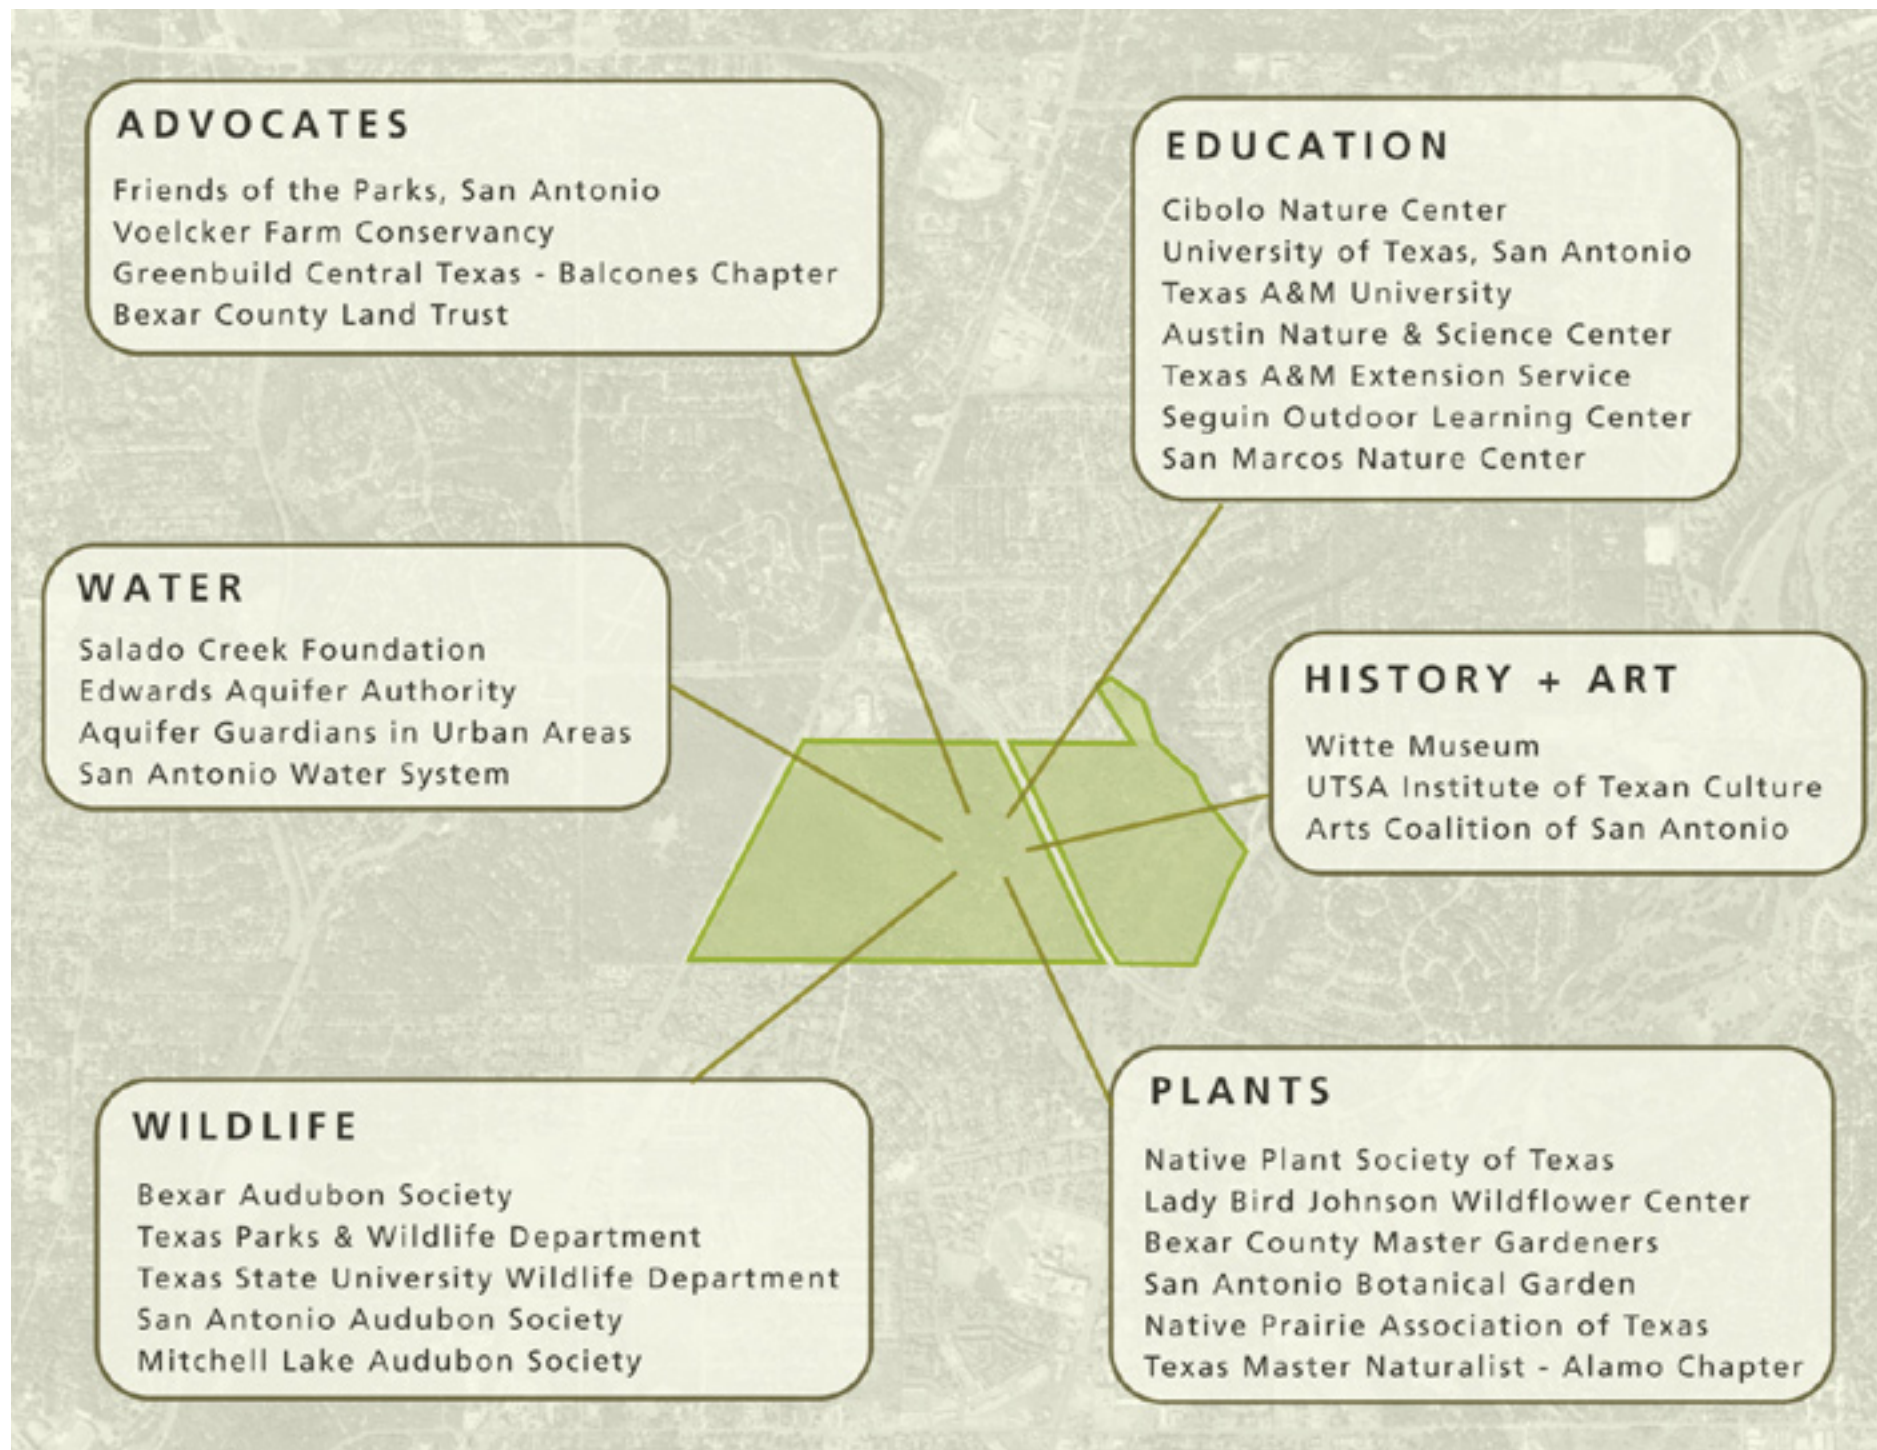 ADVOCATES
Friends of the Parks, San Antonio
Voelcker Farm Conservancy
Greenbuild Central Texas - Balcones Chapter
Bexar County Land Trust
EDUCATION
Cibolo Nature Center
University of Texas, San Antonio
Texas A&M University
Austin Nature & Science Center
Texas A&M Extension Service
Seguin Outdoor Learning Center
San Marcos Nature Center
WATER
Salado Creek Foundation
Edwards Aquifer Authority
Aquifer Guardians in Urban Areas
San Antonio Water System
HISTORY + ART
Witte Museum
UTSA Institute of Texan Culture
Arts Coalition of San Antonio
WILDLIFE
Bexar Audubon Society
Texas Parks & Wildlife Department
Texas State University Wildlife Department
San Antonio Audubon Society
Mitchell Lake Audubon Society
PLANTS
Native Plant Society of Texas
Lady Bird Johnson Wildflower Center
Bexar County Master Gardeners
San Antonio Botanical Garden
Native Prairie Association of Texas
Texas Master Naturalist - Alamo Chapter